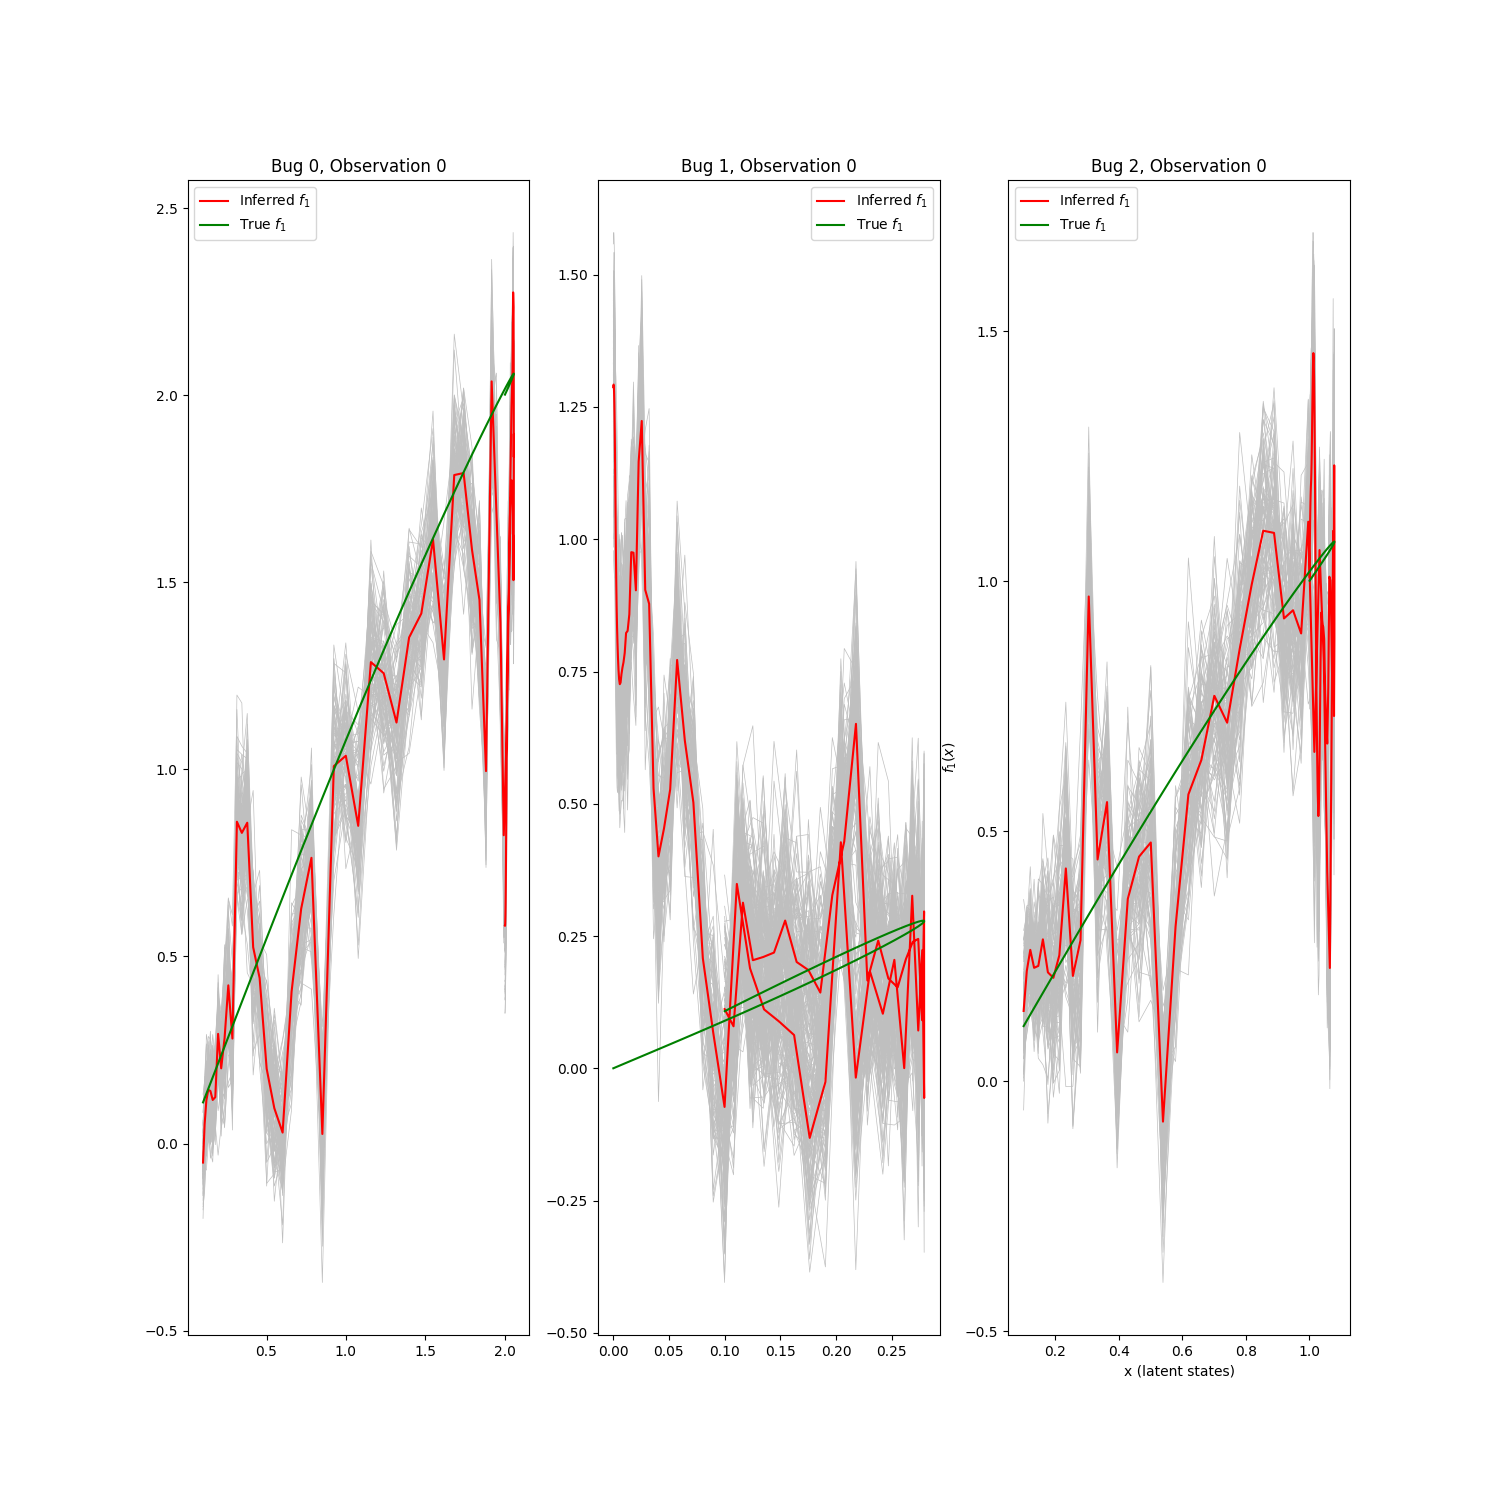 Bug 0, Observation 0
Inferred f₁
True f₁
2.5
2.0
1.5
1.0
0.5
0.0
−0.5
0.5 1.0 1.5 2.0
Bug 1, Observation 0
Inferred f₁
True f₁
1.50
1.25
1.00
0.75
0.50
0.25
0.00
−0.25
−0.50
0.00 0.05 0.10 0.15 0.20 0.25
Bug 2, Observation 0
Inferred f₁
True f₁
f₁(x)
1.5
1.0
0.5
0.0
−0.5
0.2 0.4 0.6 0.8 1.0
x (latent states)